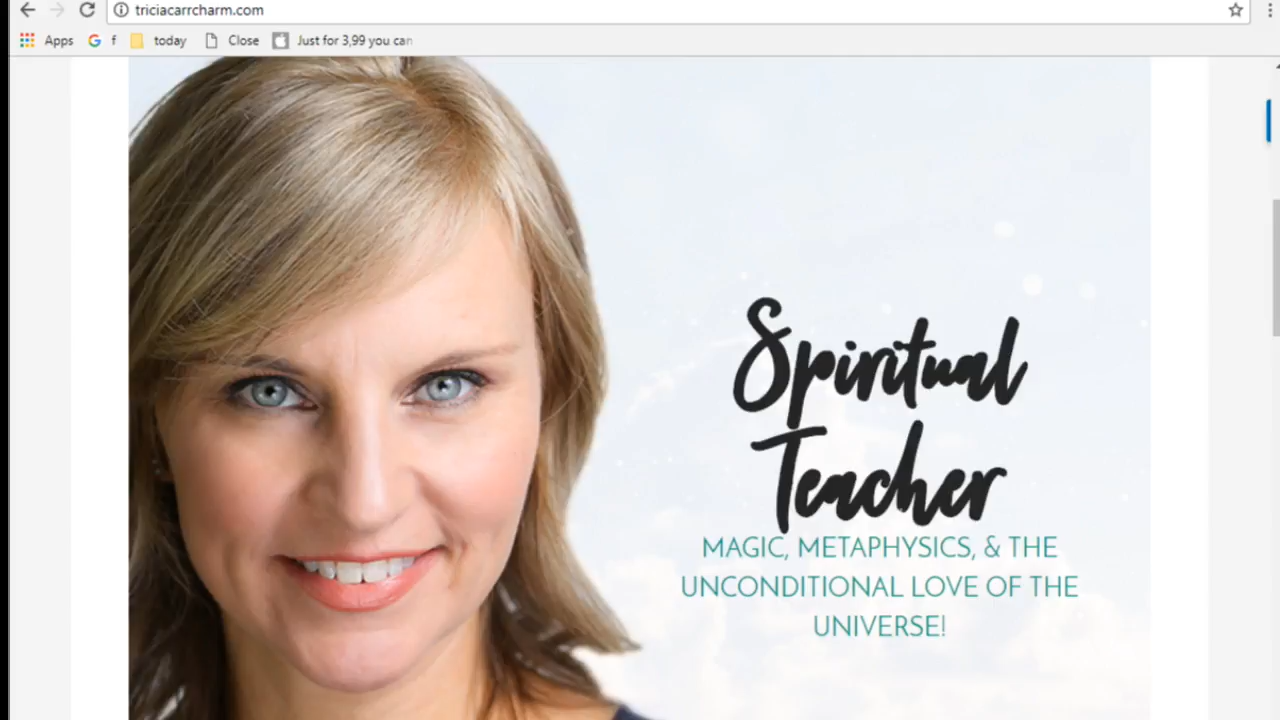 triciacarrcharm.com
Apps
f
today
Close
Just for 3,99 you can
Spiritual
Teacher
MAGIC, METAPHYSICS, & THE
UNCONDITIONAL LOVE OF THE
UNIVERSE!